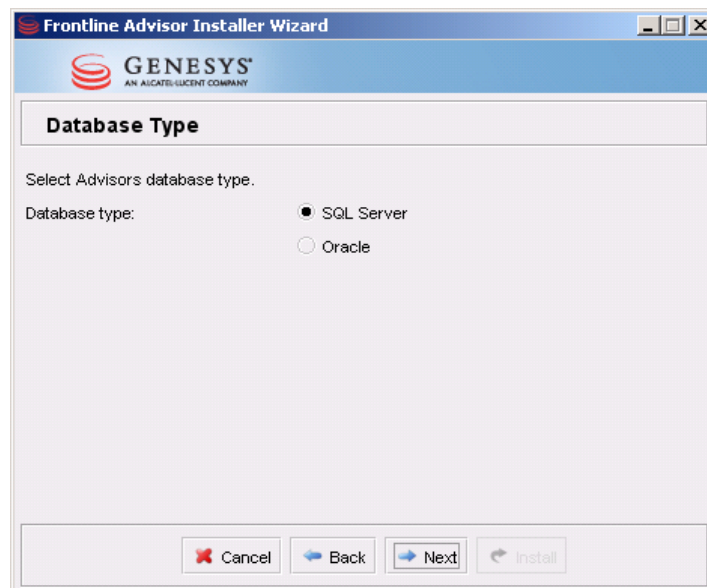 Frontline Advisor Installer Wizard
GENESYS
AN ALCATEL-LUCENT COMPANY
Database Type
Select Advisors database type.
Database type:
SQL Server
Oracle
Cancel
Back
Next
Install